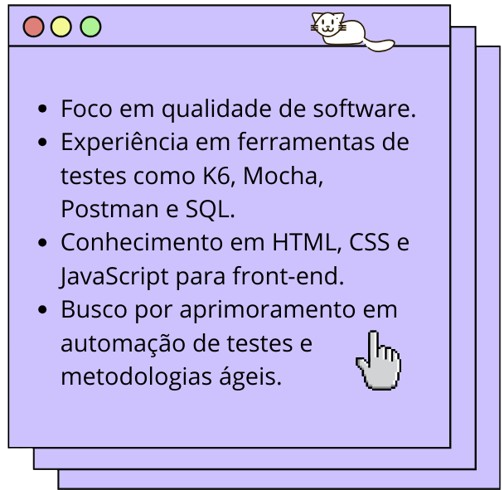 • Foco em qualidade de software.
• Experiência em ferramentas de
testes como K6, Mocha,
Postman e SQL.
• Conhecimento em HTML, CSS e
JavaScript para front-end.
• Busco por aprimoramento em
automação de testes e
metodologias ágeis.